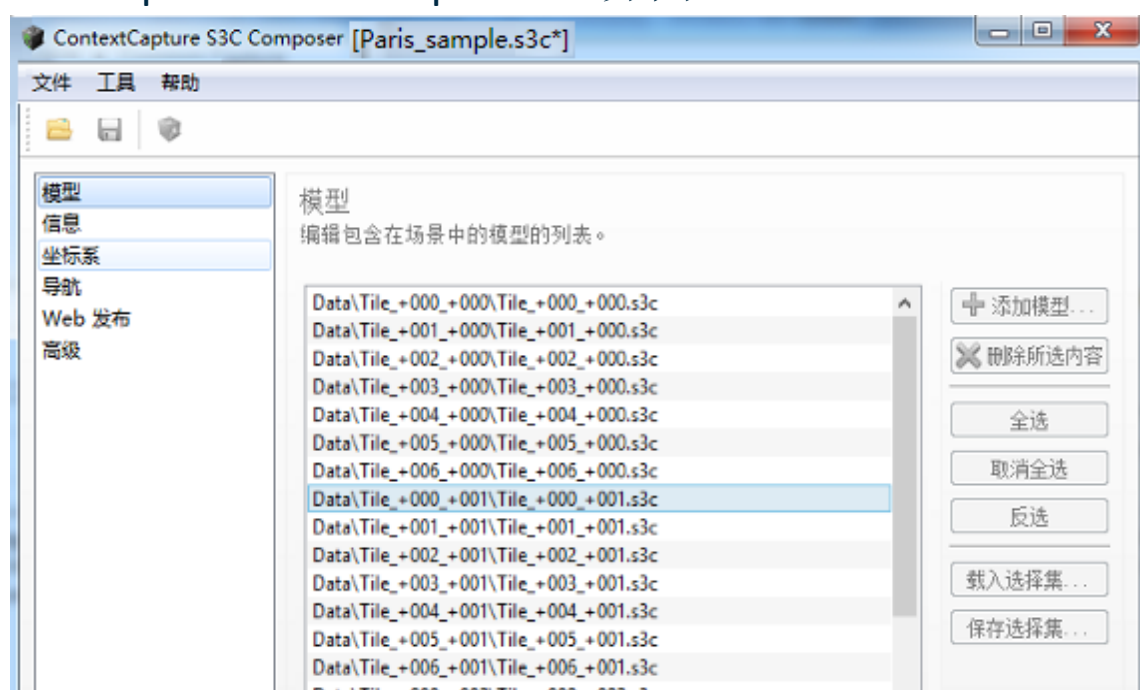 ContextCapture S3C Composer [Paris_sample.s3c*]
文件 工具 帮助
模型
信息
坐标系
导航
Web 发布
高级
模型
编辑包含在场景中的模型的列表。
Data\Tile_+000_+000\Tile_+000_+000.s3c
Data\Tile_+001_+000\Tile_+001_+000.s3c
Data\Tile_+002_+000\Tile_+002_+000.s3c
Data\Tile_+003_+000\Tile_+003_+000.s3c
Data\Tile_+004_+000\Tile_+004_+000.s3c
Data\Tile_+005_+000\Tile_+005_+000.s3c
Data\Tile_+006_+000\Tile_+006_+000.s3c
Data\Tile_+000_+001\Tile_+000_+001.s3c
Data\Tile_+001_+001\Tile_+001_+001.s3c
Data\Tile_+002_+001\Tile_+002_+001.s3c
Data\Tile_+003_+001\Tile_+003_+001.s3c
Data\Tile_+004_+001\Tile_+004_+001.s3c
Data\Tile_+005_+001\Tile_+005_+001.s3c
Data\Tile_+006_+001\Tile_+006_+001.s3c
添加模型...
删除所选内容
全选
取消全选
反选
载入选择集...
保存选择集...